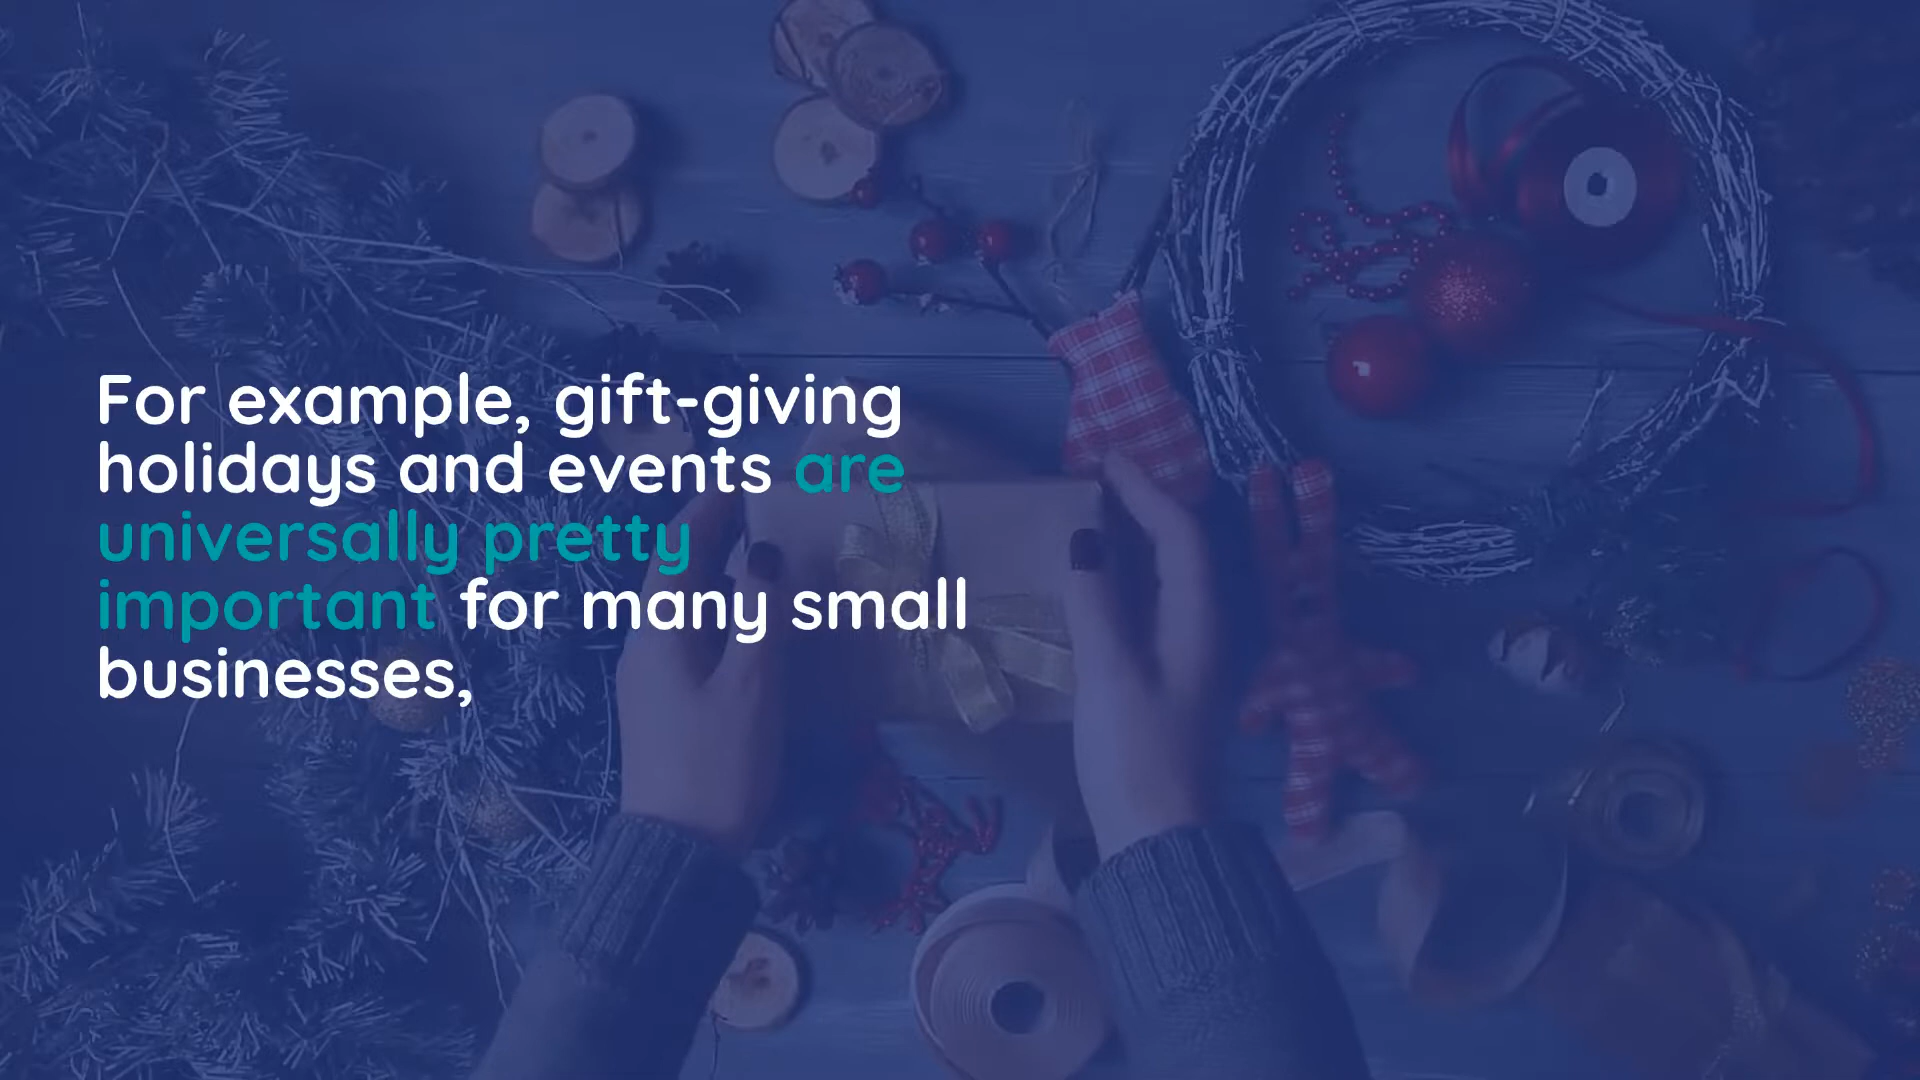 For example, gift-giving
holidays and events are
universally pretty
important for many small
businesses,